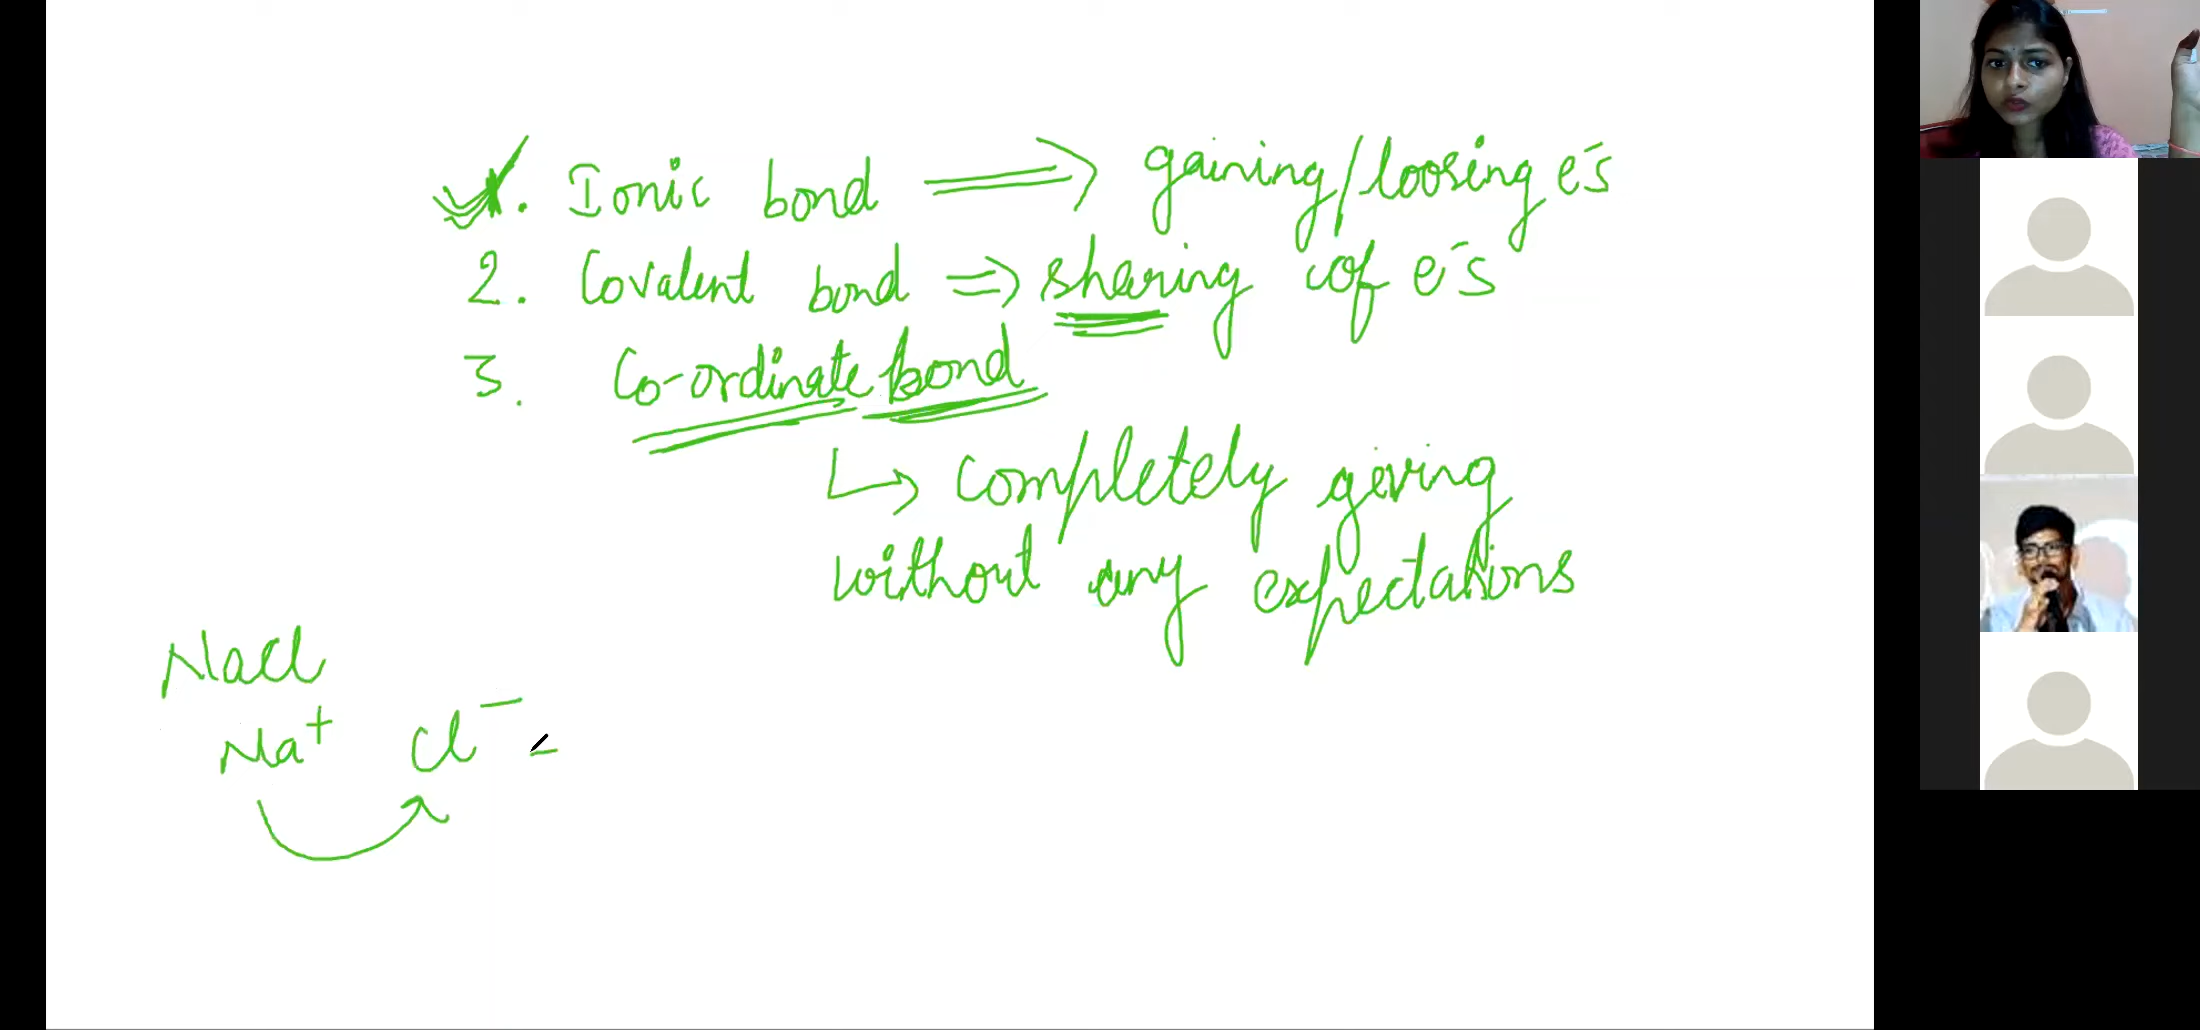 1. Ionic bond ⟹ gaining/loosing e⁻s
2. Covalent bond ⇒ sharing of e⁻s
3. Co-ordinate bond
↳ completely giving
without any expectations
NaCl
Na⁺ Cl⁻ =